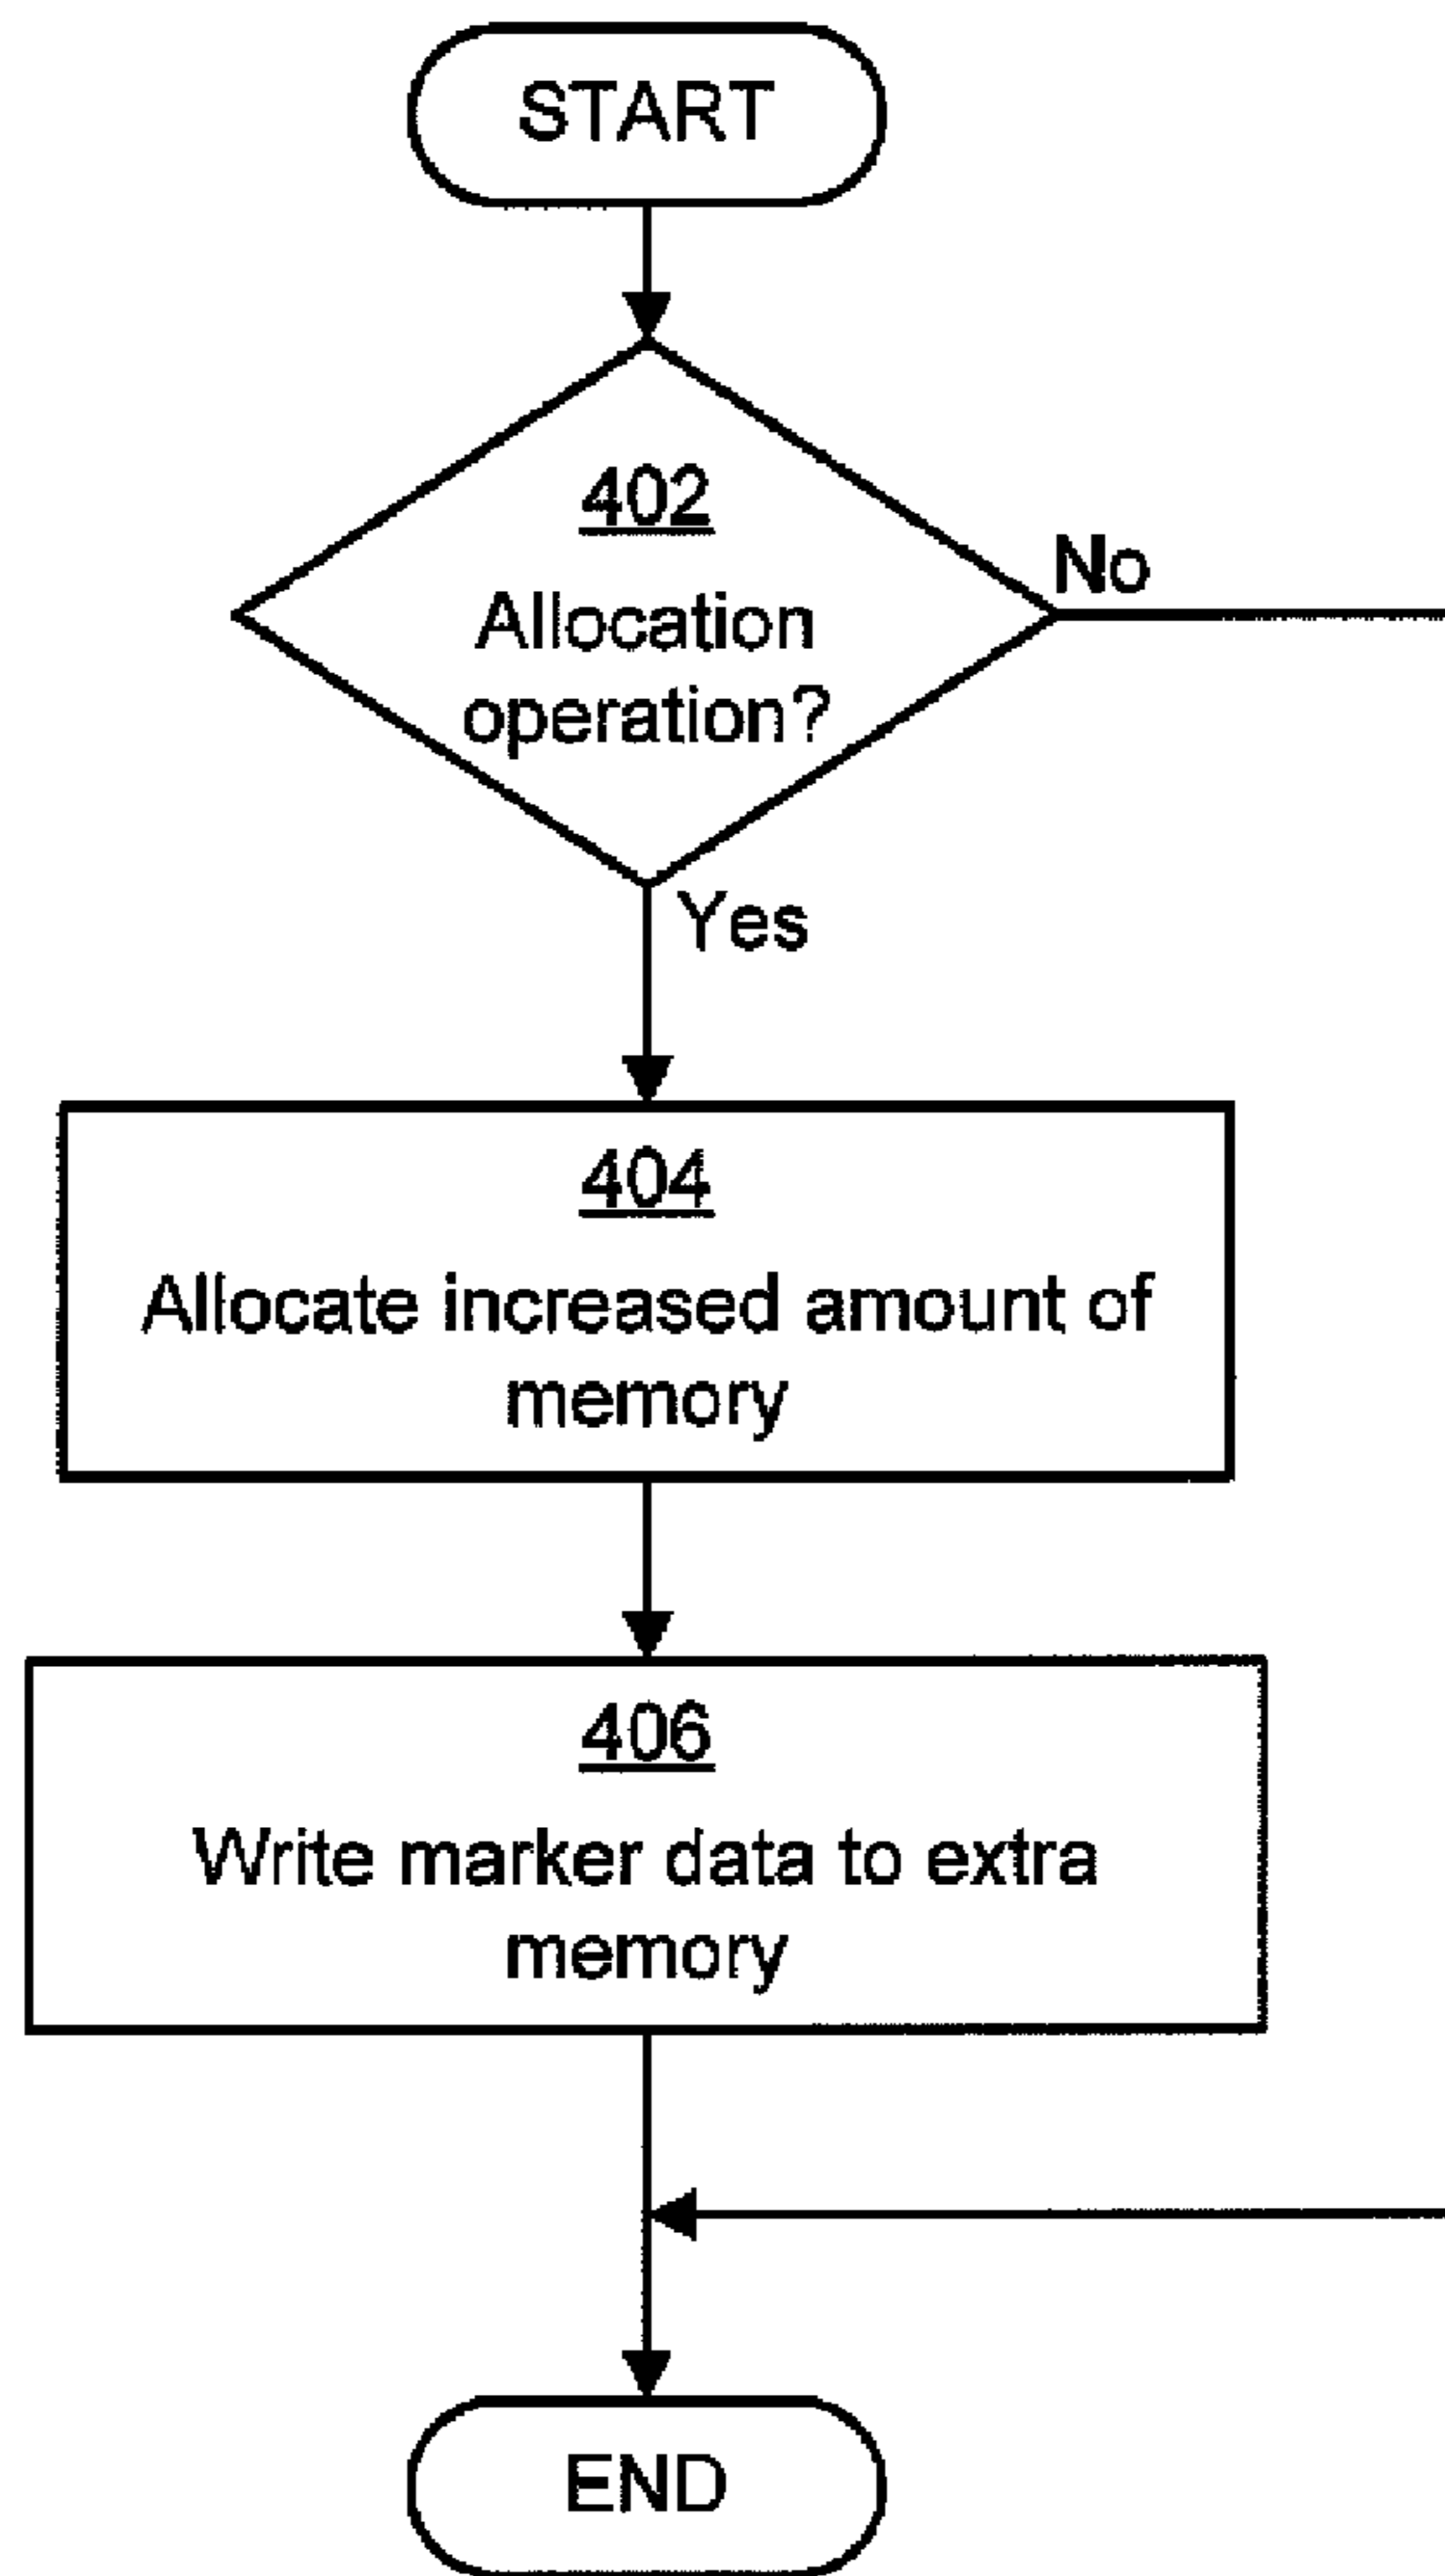 START
402
Allocation
operation?
No
Yes
404
Allocate increased amount of
memory
406
Write marker data to extra
memory
END